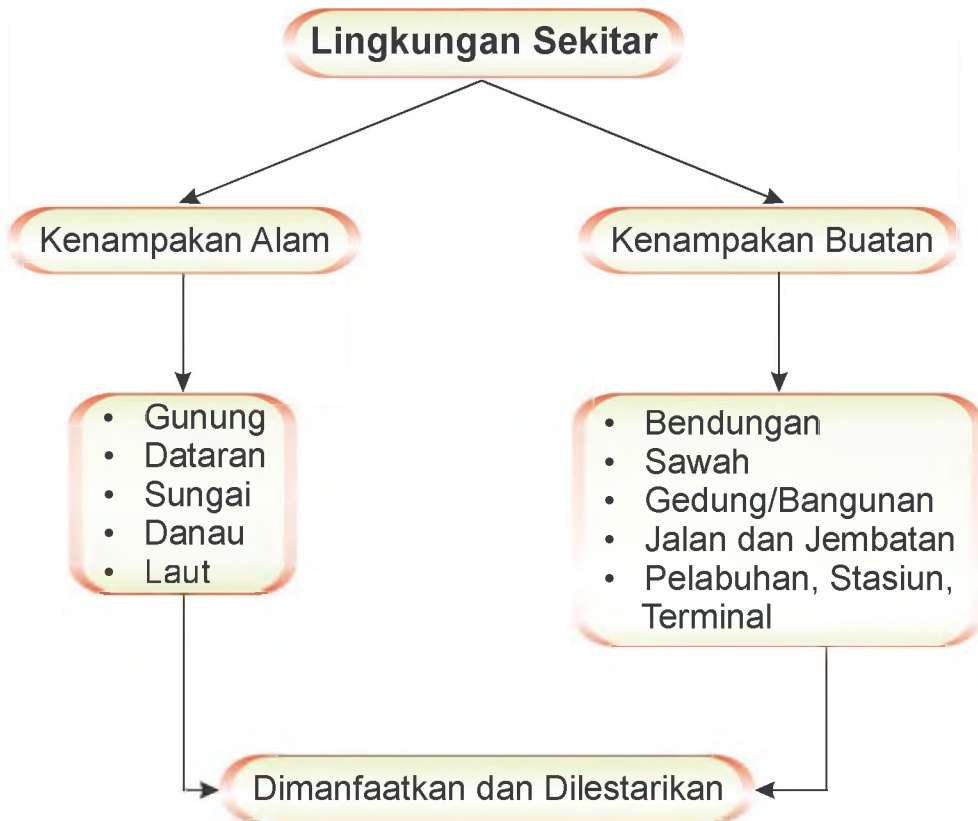 Lingkungan Sekitar
Kenampakan Alam
Kenampakan Buatan
• Gunung
• Dataran
• Sungai
• Danau
• Laut
• Bendungan
• Sawah
• Gedung/Bangunan
• Jalan dan Jembatan
• Pelabuhan, Stasiun,
Terminal
Dimanfaatkan dan Dilestarikan